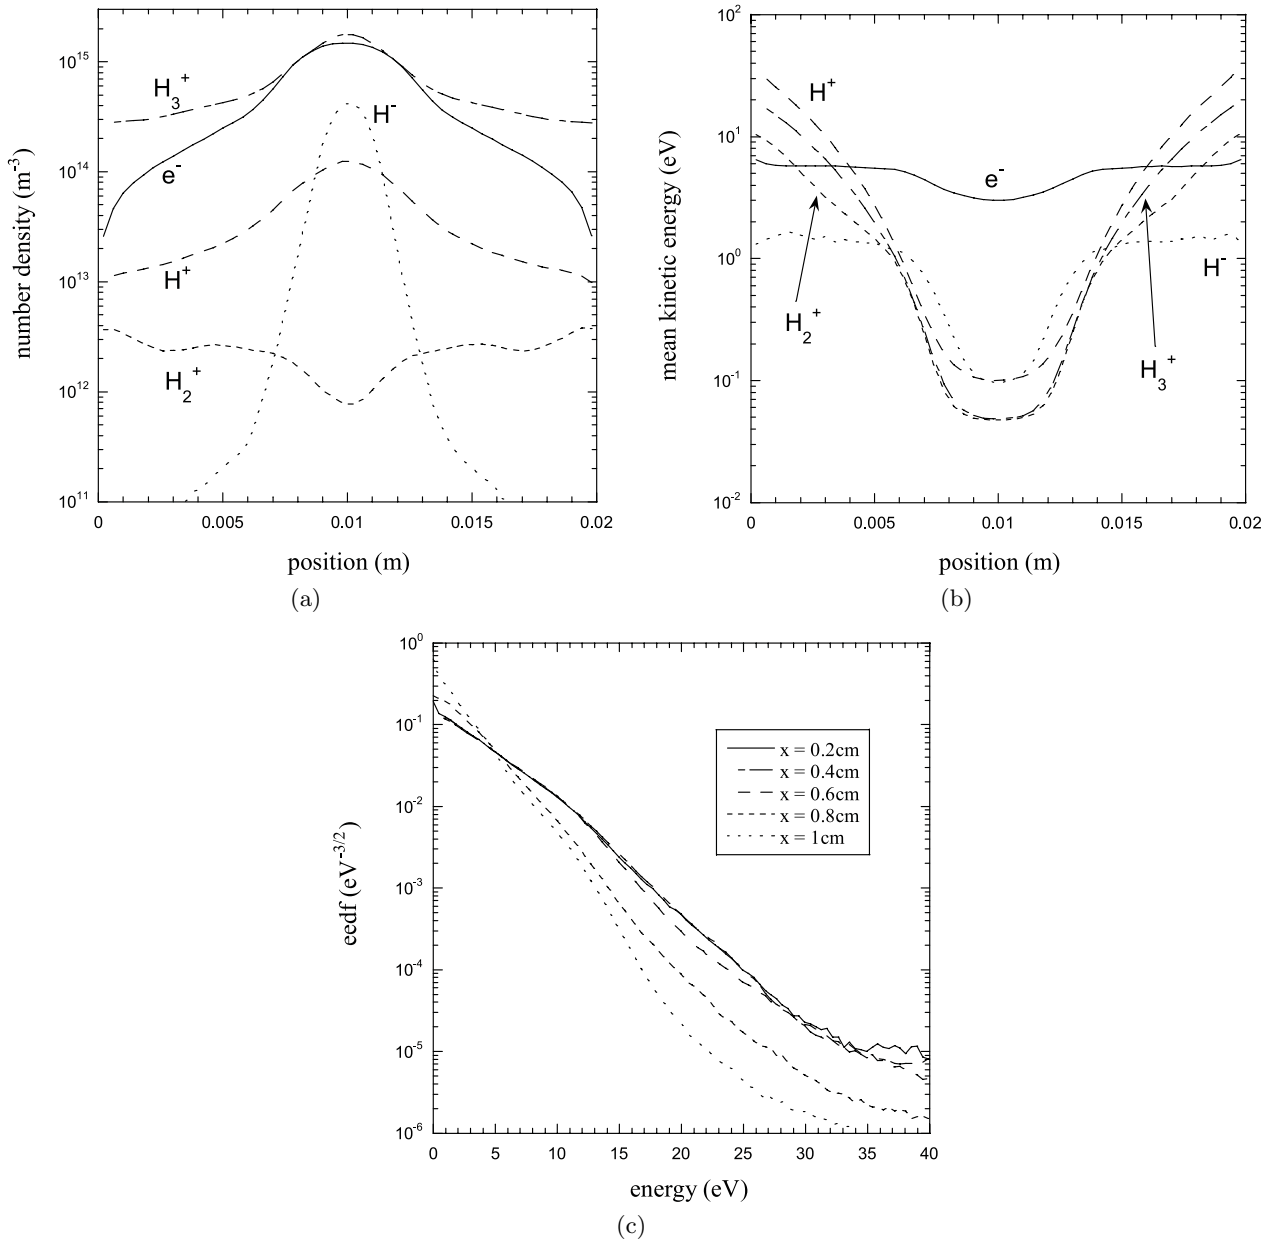 10^15
10^14
10^13
10^12
10^11
number density (m^-3)
H_3^+
H^-
e^-
H^+
H_2^+
0 0.005 0.01 0.015 0.02
position (m)
(a)
10^2
10^1
10^0
10^-1
10^-2
mean kinetic energy (eV)
H^+
e^-
H_2^+
H^-
H_3^+
0 0.005 0.01 0.015 0.02
position (m)
(b)
10^0
10^-1
10^-2
10^-3
10^-4
10^-5
10^-6
eedf (eV^-3/2)
x = 0.2cm
x = 0.4cm
x = 0.6cm
x = 0.8cm
x = 1cm
0 5 10 15 20 25 30 35 40
energy (eV)
(c)